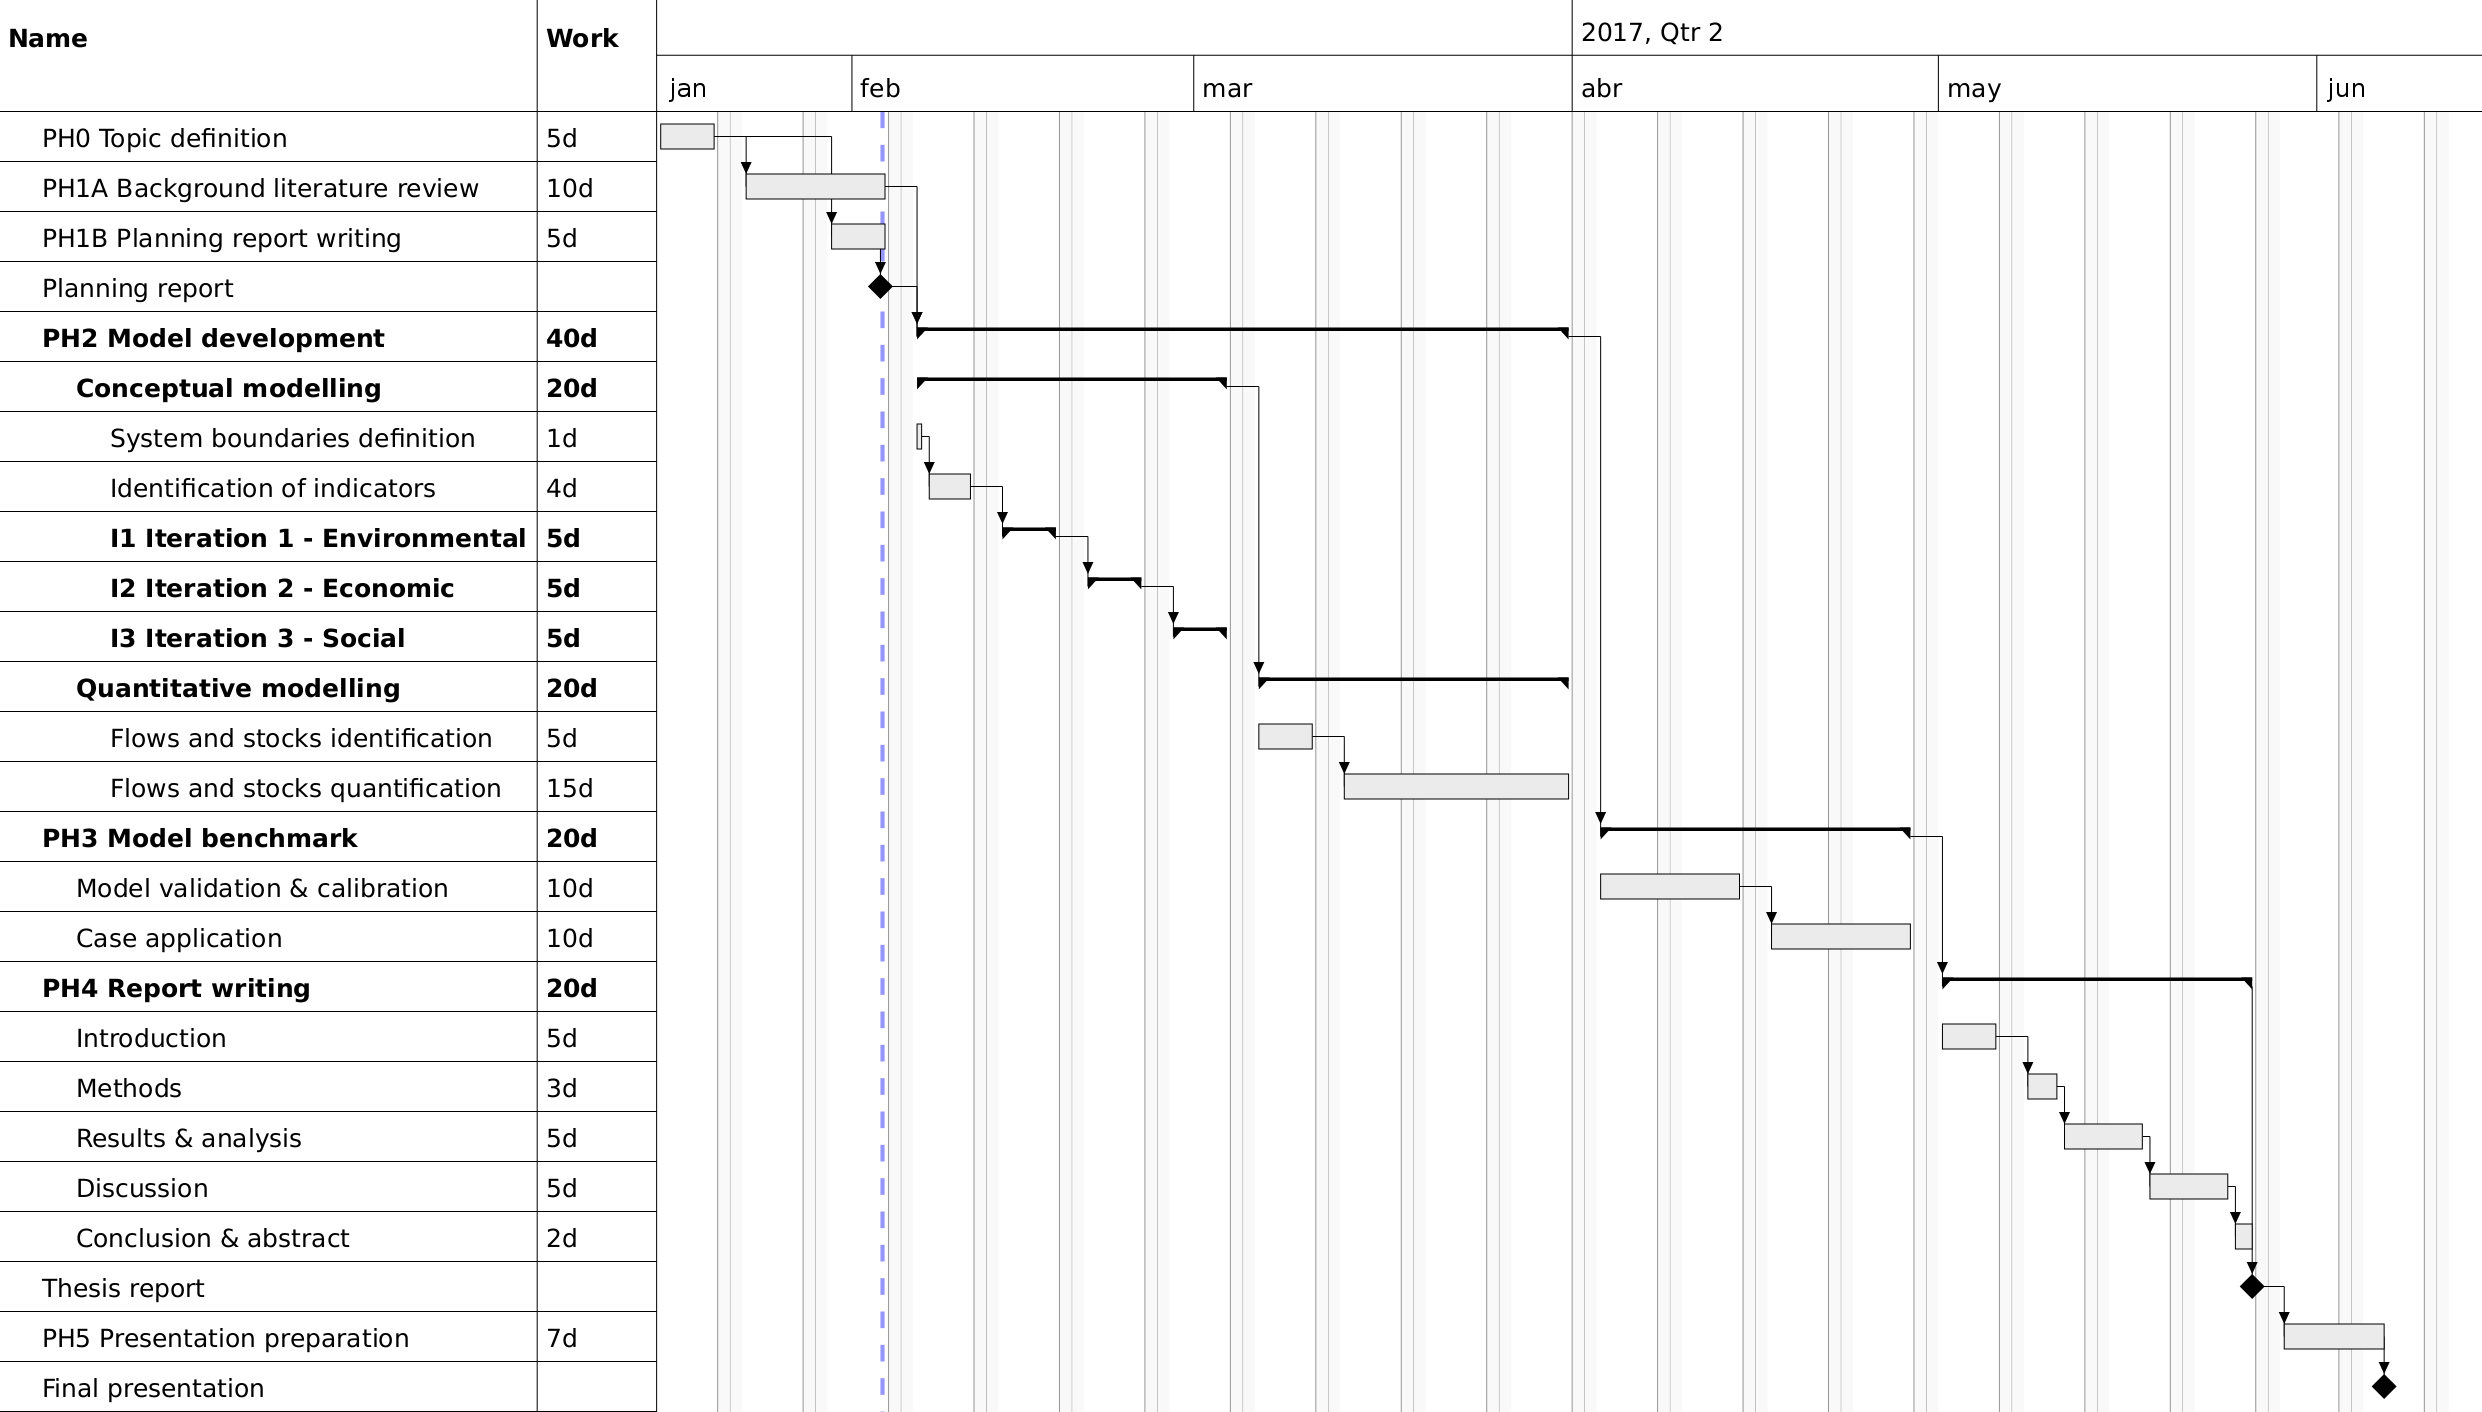 Name Work
2017, Qtr 2
jan feb mar abr may jun
PH0 Topic definition 5d
PH1A Background literature review 10d
PH1B Planning report writing 5d
Planning report
PH2 Model development 40d
Conceptual modelling 20d
System boundaries definition 1d
Identification of indicators 4d
I1 Iteration 1 - Environmental 5d
I2 Iteration 2 - Economic 5d
I3 Iteration 3 - Social 5d
Quantitative modelling 20d
Flows and stocks identification 5d
Flows and stocks quantification 15d
PH3 Model benchmark 20d
Model validation & calibration 10d
Case application 10d
PH4 Report writing 20d
Introduction 5d
Methods 3d
Results & analysis 5d
Discussion 5d
Conclusion & abstract 2d
Thesis report
PH5 Presentation preparation 7d
Final presentation